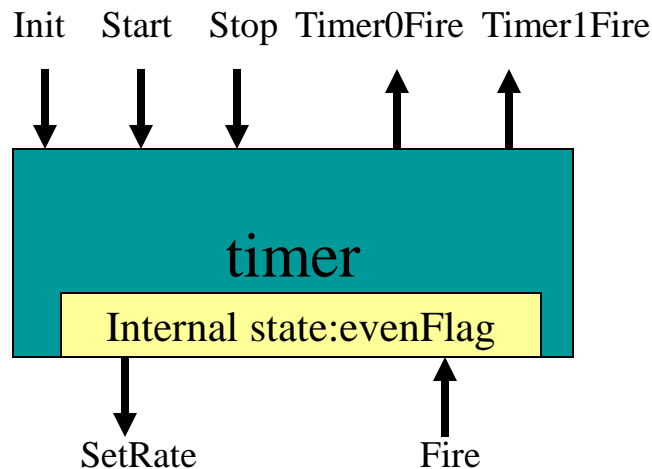 Init Start Stop Timer0Fire Timer1Fire
timer
Internal state:evenFlag
SetRate Fire